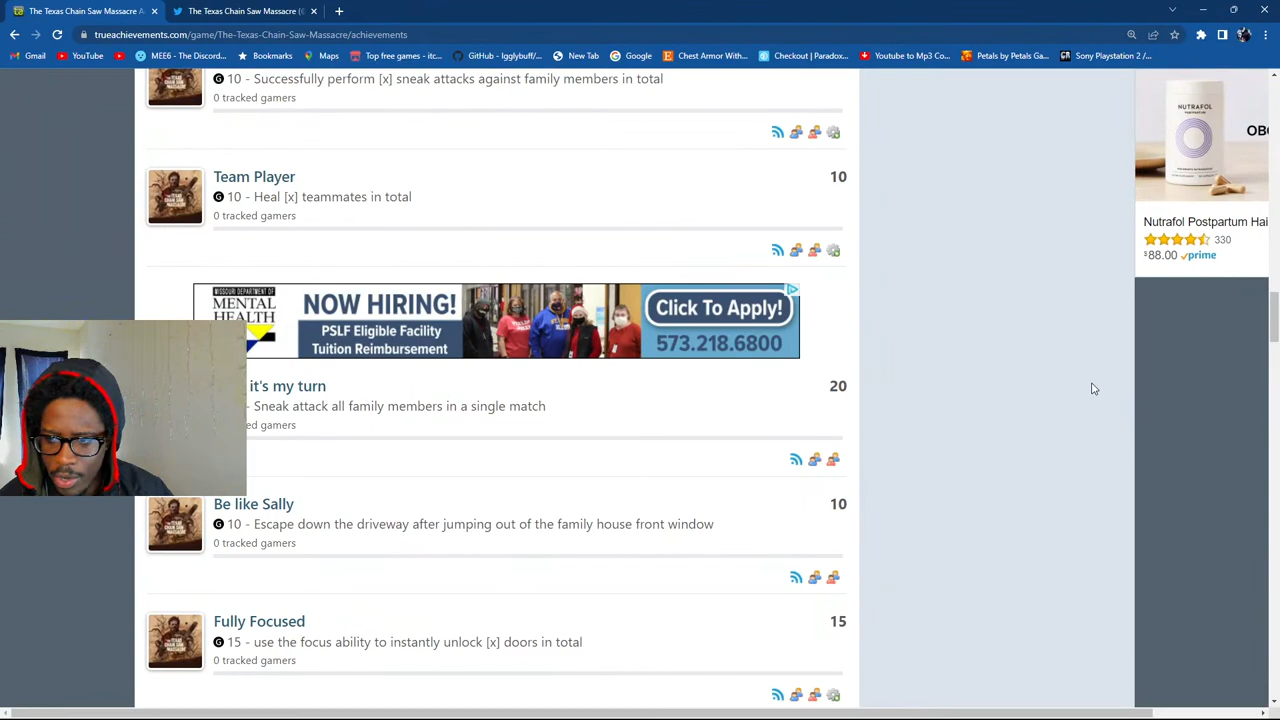 The Texas Chain Saw Massacre A
The Texas Chain Saw Massacre (
trueachievements.com/game/The-Texas-Chain-Saw-Massacre/achievements
Gmail
YouTube
MEE6 - The Discord...
Bookmarks
Maps
Top free games - itc...
GitHub - Iglybuff/...
New Tab
Google
Chest Armor With...
Checkout | Paradox...
Youtube to Mp3 Co...
Petals by Petals Ga...
Sony Playstation 2 /...
G 10 - Successfully perform [x] sneak attacks against family members in total
0 tracked gamers
Team Player
10
G 10 - Heal [x] teammates in total
0 tracked gamers
MISSOURI DEPARTMENT OF
MENTAL
HEALTH
NOW HIRING!
PSLF Eligible Facility
Tuition Reimbursement
Click To Apply!
573.218.6800
it's my turn
20
- Sneak attack all family members in a single match
ed gamers
Be like Sally
10
G 10 - Escape down the driveway after jumping out of the family house front window
0 tracked gamers
Fully Focused
15
G 15 - use the focus ability to instantly unlock [x] doors in total
0 tracked gamers
NUTRAFOL
OBG
Nutrafol Postpartum Hai
330
$88.00 prime